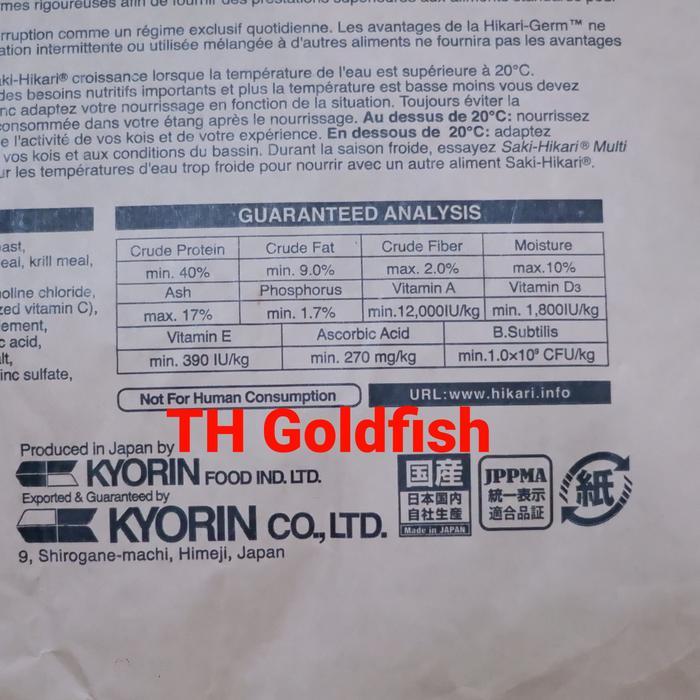 rmes rigoureuses afin de fournir des prestations supérieures aux
rruption comme un régime exclusif quotidienne. Les avantages de la Hikari-Germ™ ne
ation intermittente ou utilisée mélangée à d'autres aliments ne fournira pas les avantages
ki-Hikari® croissance lorsque la température de l'eau est supérieure à 20°C.
des besoins nutritifs importants et plus la température est basse moins vous devez
nc adaptez votre nourrissage en fonction de la situation. Toujours éviter la
onsommée dans votre étang après le nourrissage. Au dessus de 20°C: nourrissez
e l'activité de vos kois et de votre expérience. En dessous de 20°C: adaptez
vos kois et aux conditions du bassin. Durant la saison froide, essayez Saki-Hikari® Multi
ur les températures d'eau trop froide pour nourrir avec un autre aliment Saki-Hikari®.
east,
eal, krill meal,
oline chloride,
zed vitamin C),
ement,
c acid,
lt,
inc sulfate,
GUARANTEED ANALYSIS
Crude Protein Crude Fat Crude Fiber Moisture
min. 40% min. 9.0% max. 2.0% max.10%
Ash Phosphorus Vitamin A Vitamin D3
max. 17% min. 1.7% min.12,000IU/kg min. 1,800IU/kg
Vitamin E Ascorbic Acid B.Subtilis
min. 390 IU/kg min. 270 mg/kg min.1.0×10⁹ CFU/kg
Not For Human Consumption URL:www.hikari.info
TH Goldfish
Produced in Japan by
KYORIN FOOD IND. LTD.
Exported & Guaranteed by
KYORIN CO., LTD.
9, Shirogane-machi, Himeji, Japan
国産
日本国内
自社生産
Made in JAPAN
JPPMA
統一表示
適合品証
紙